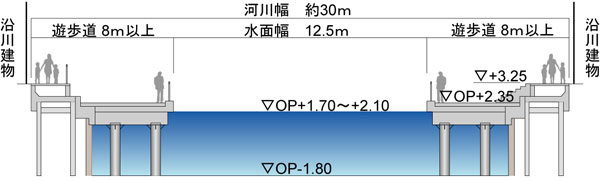 河川幅　約30m
遊歩道 8m以上
水面幅　12.5m
遊歩道 8m以上
沿川建物
沿川建物
▽+3.25
▽OP+2.35
▽OP+1.70～+2.10
▽OP-1.80